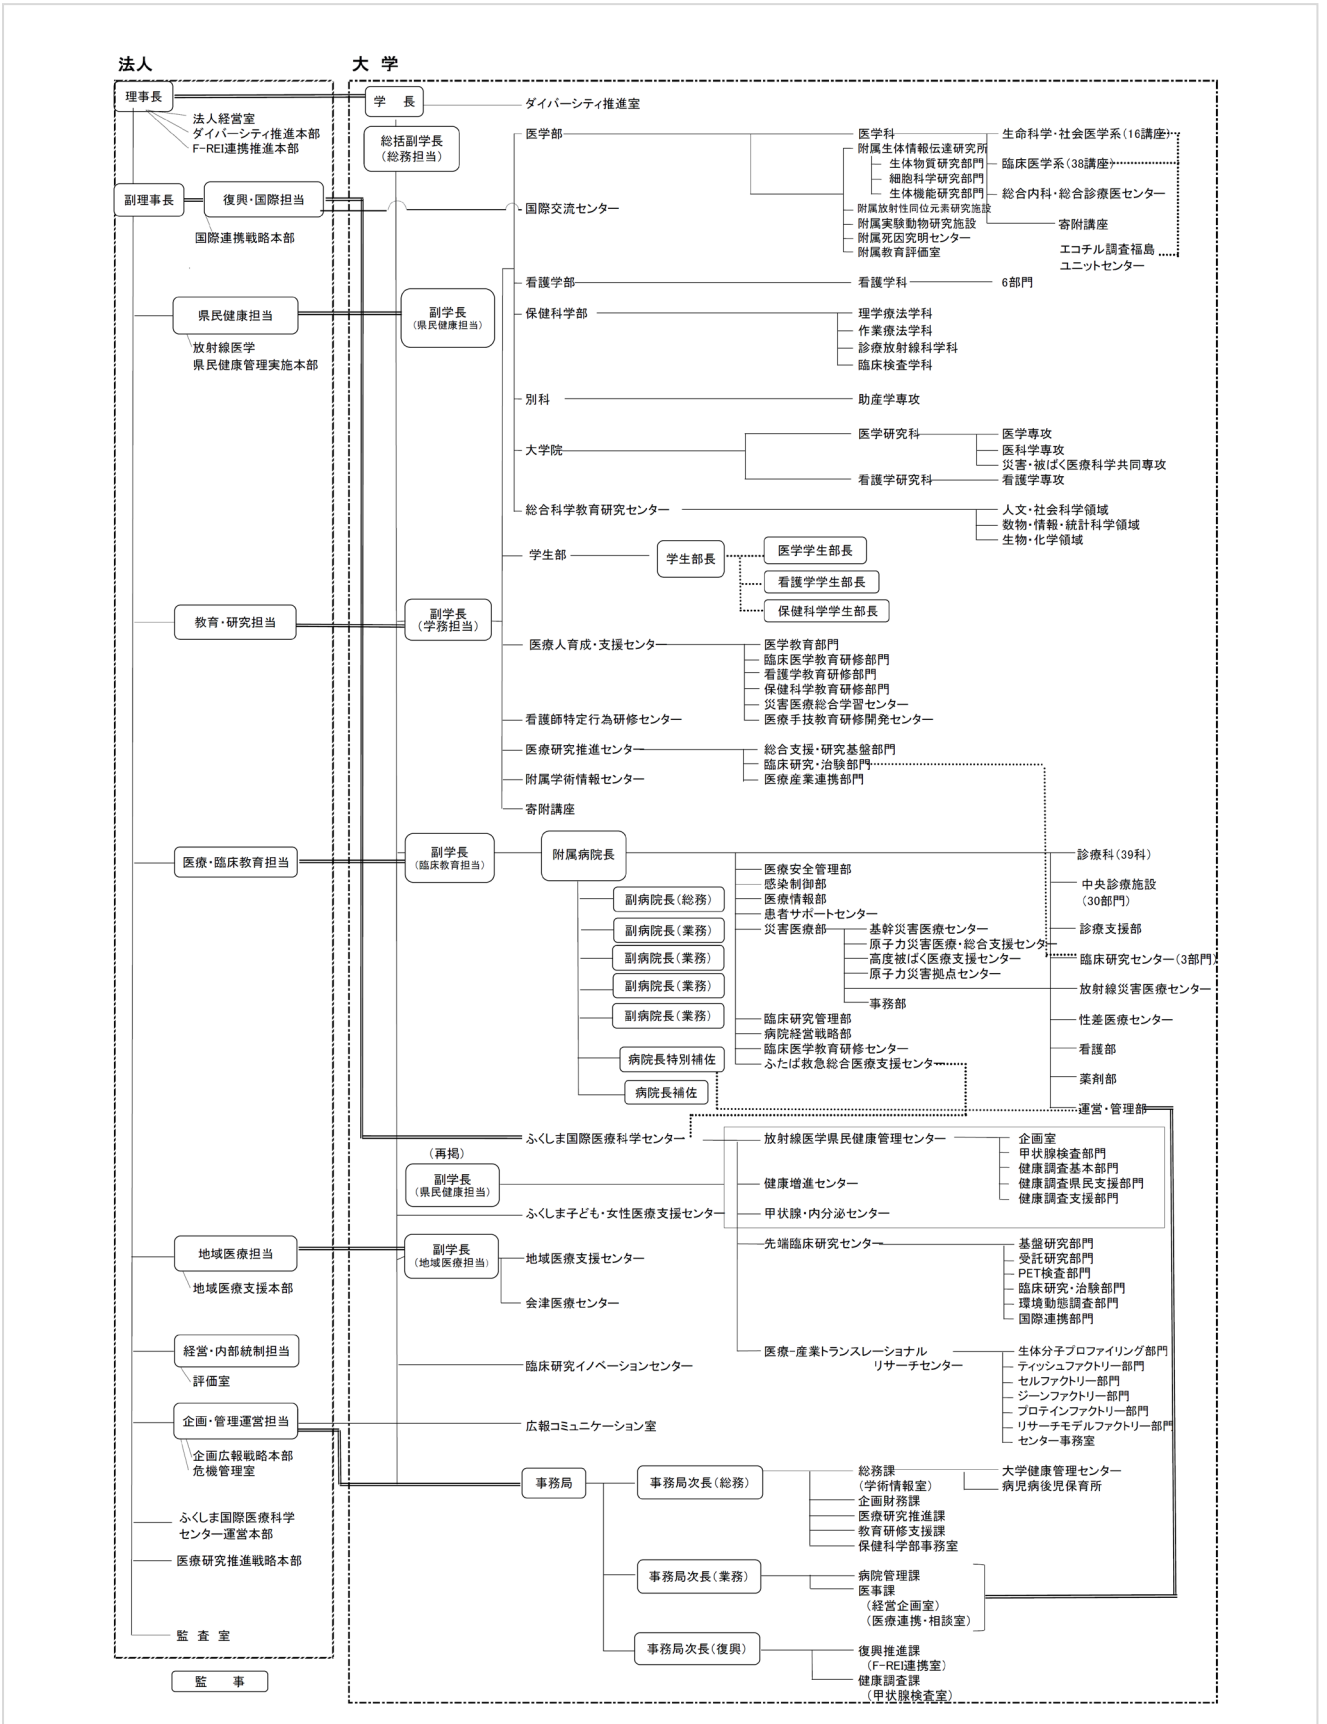 法人
大 学
理事長
法人経営室
ダイバーシティ推進本部
F-REI連携推進本部
副理事長
復興・国際担当
国際連携戦略本部
県民健康担当
放射線医学
県民健康管理実施本部
教育・研究担当
医療・臨床教育担当
地域医療担当
地域医療支援本部
経営・内部統制担当
評価室
企画・管理運営担当
企画広報戦略本部
危機管理室
ふくしま国際医療科学
センター運営本部
医療研究推進戦略本部
監 査 室
監 事
学 長
総括副学長
（総務担当）
副学長
（県民健康担当）
副学長
（学務担当）
副学長
（臨床教育担当）
（再掲）
副学長
（県民健康担当）
副学長
（地域医療担当）
ダイバーシティ推進室
医学部
医学科
生命科学・社会医学系（16講座）
臨床医学系（38講座）
総合内科・総合診療医センター
寄附講座
エコチル調査福島
ユニットセンター
附属生体情報伝達研究所
生体物質研究部門
細胞科学研究部門
生体機能研究部門
附属放射性同位元素研究施設
附属実験動物研究施設
附属死因究明センター
附属教育評価室
国際交流センター
看護学部
看護学科
6部門
保健科学部
理学療法学科
作業療法学科
診療放射線科学科
臨床検査学科
別科
助産学専攻
大学院
医学研究科
医学専攻
医科学専攻
災害・被ばく医療科学共同専攻
看護学研究科
看護学専攻
総合科学教育研究センター
人文・社会科学領域
数物・情報・統計科学領域
生物・化学領域
学生部
学生部長
医学学生部長
看護学学生部長
保健科学学生部長
医療人育成・支援センター
医学教育部門
臨床医学教育研修部門
看護学教育研修部門
保健科学教育研修部門
災害医療総合学習センター
医療手技教育研修開発センター
看護師特定行為研修センター
医療研究推進センター
総合支援・研究基盤部門
臨床研究・治験部門
医療産業連携部門
附属学術情報センター
寄附講座
附属病院長
副病院長（総務）
副病院長（業務）
副病院長（業務）
副病院長（業務）
副病院長（業務）
病院長特別補佐
病院長補佐
医療安全管理部
感染制御部
医療情報部
患者サポートセンター
災害医療部
基幹災害医療センター
原子力災害医療・総合支援センター
高度被ばく医療支援センター
原子力災害拠点センター
事務部
臨床研究管理部
病院経営戦略部
臨床医学教育研修センター
ふたば救急総合医療支援センター
診療科（39科）
中央診療施設
（30部門）
診療支援部
臨床研究センター（3部門）
放射線災害医療センター
性差医療センター
看護部
薬剤部
運営・管理部
ふくしま国際医療科学センター
放射線医学県民健康管理センター
企画室
甲状腺検査部門
健康調査基本部門
健康調査県民支援部門
健康調査支援部門
健康増進センター
甲状腺・内分泌センター
ふくしま子ども・女性医療支援センター
先端臨床研究センター
基盤研究部門
受託研究部門
PET検査部門
臨床研究・治験部門
環境動態調査部門
国際連携部門
地域医療支援センター
会津医療センター
医療-産業トランスレーショナル
リサーチセンター
生体分子プロファイリング部門
ティッシュファクトリー部門
セルファクトリー部門
ジーンファクトリー部門
プロテインファクトリー部門
リサーチモデルファクトリー部門
センター事務室
臨床研究イノベーションセンター
広報コミュニケーション室
事務局
事務局次長（総務）
総務課
（学術情報室）
企画財務課
医療研究推進課
教育研修支援課
保健科学部事務室
大学健康管理センター
病児病後児保育所
事務局次長（業務）
病院管理課
医事課
（経営企画室）
（医療連携・相談室）
事務局次長（復興）
復興推進課
（F-REI連携室）
健康調査課
（甲状腺検査室）